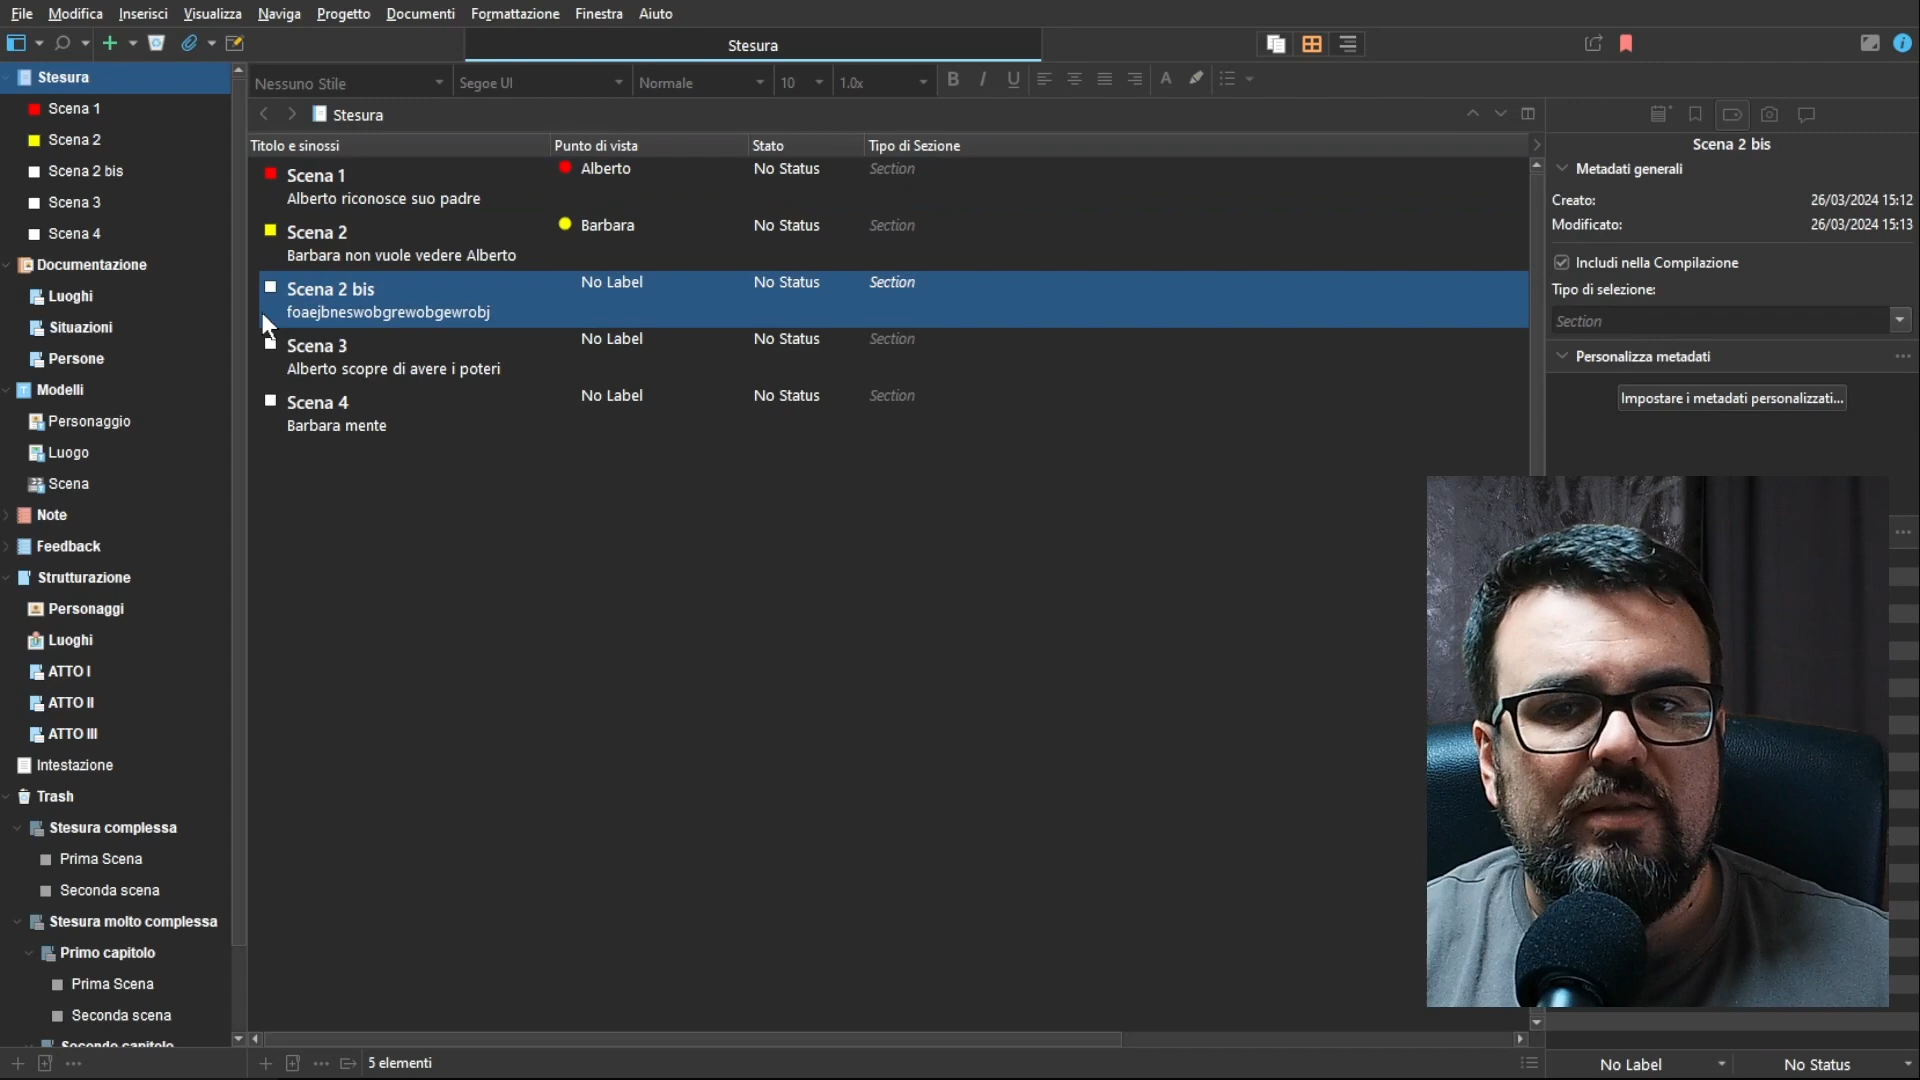 File Modifica Inserisci Visualizza Naviga Progetto Documenti Formattazione Finestra Aiuto
Stesura
Nessuno Stile Segoe UI Normale 10 1.0x B I U A
Stesura
Scena 1
Scena 2
Scena 2 bis
Scena 3
Scena 4
Documentazione
Luoghi
Situazioni
Persone
Modelli
Personaggio
Luogo
Scena
Note
Feedback
Strutturazione
Personaggi
Luoghi
ATTO I
ATTO II
ATTO III
Intestazione
Trash
Stesura complessa
Prima Scena
Seconda scena
Stesura molto complessa
Primo capitolo
Prima Scena
Seconda scena
Secondo capitolo
Stesura
Titolo e sinossi Punto di vista Stato Tipo di Sezione
Scena 1 Alberto No Status Section
Alberto riconosce suo padre
Scena 2 Barbara No Status Section
Barbara non vuole vedere Alberto
Scena 2 bis No Label No Status Section
foaejbneswobgrewobgewrobj
Scena 3 No Label No Status Section
Alberto scopre di avere i poteri
Scena 4 No Label No Status Section
Barbara mente
5 elementi
Scena 2 bis
Metadati generali
Creato: 26/03/2024 15:12
Modificato: 26/03/2024 15:13
Includi nella Compilazione
Tipo di selezione:
Section
Personalizza metadati
Impostare i metadati personalizzati...
No Label No Status